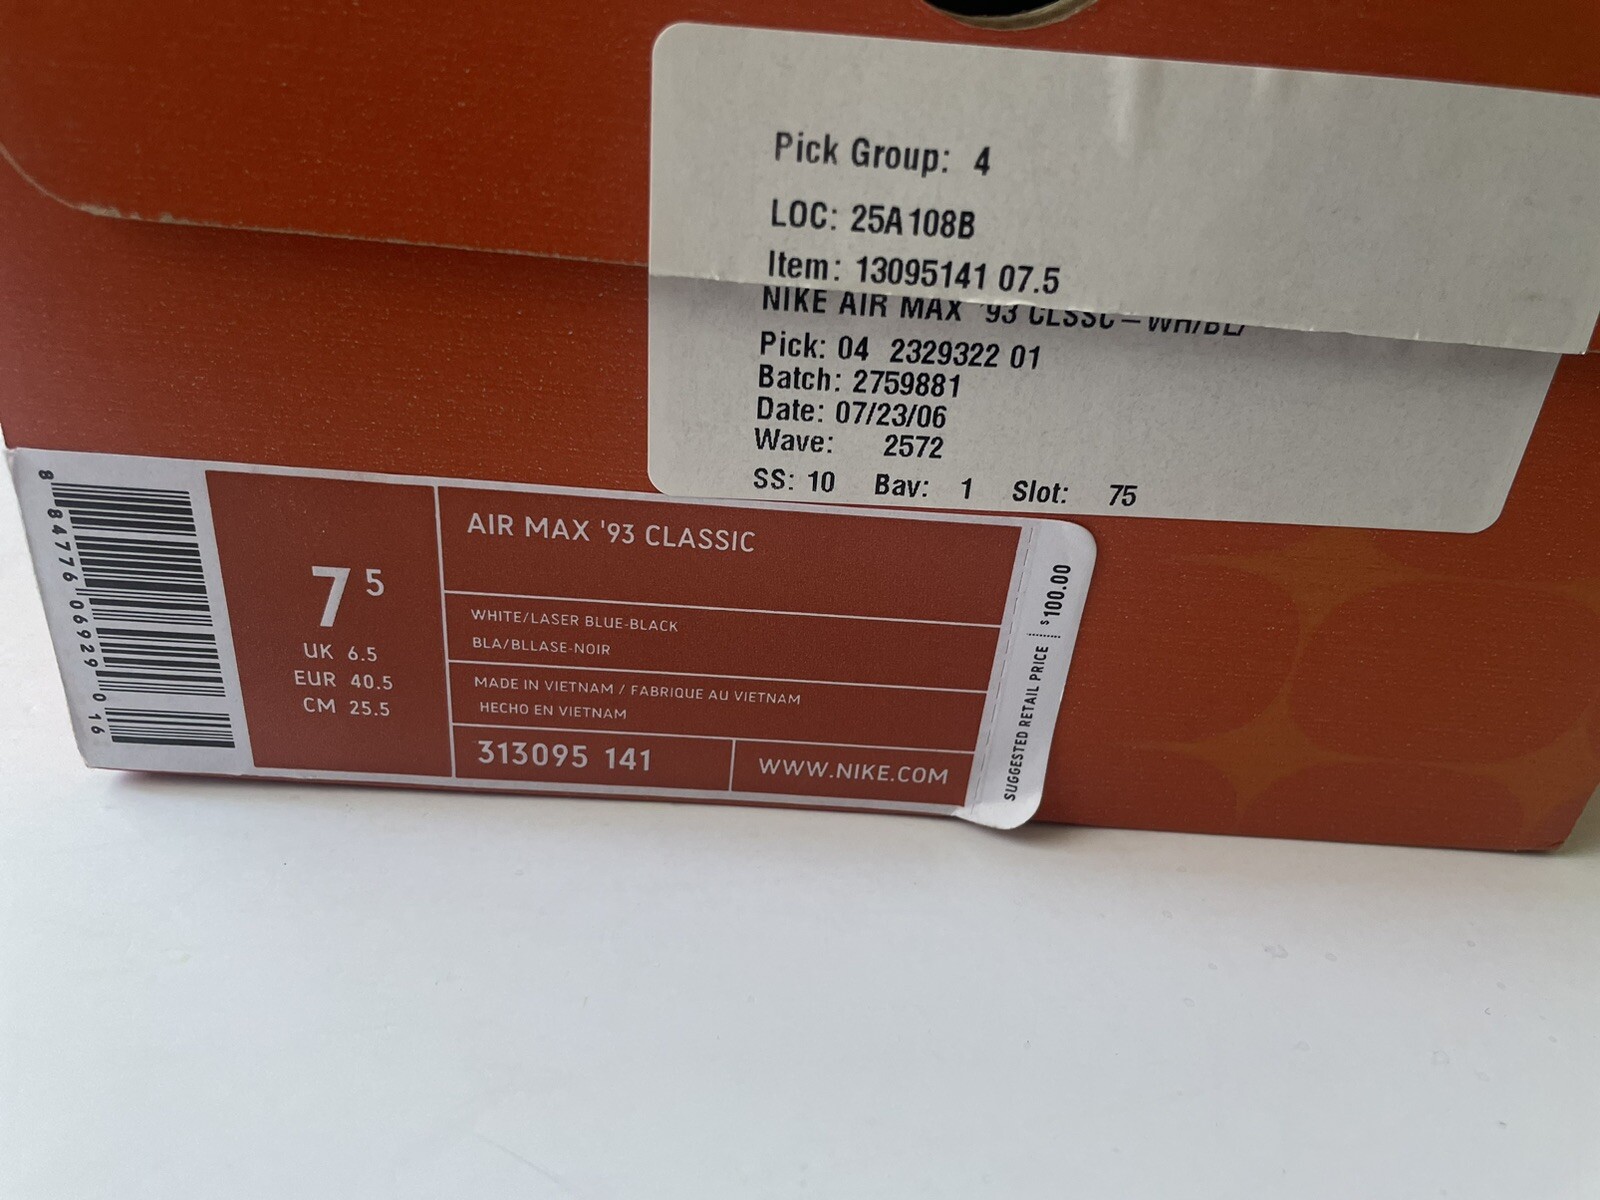 Pick Group: 4
LOC: 25A108B
Item: 13095141 07.5
NIKE AIR MAX '93 CLSSC-WH/BL/
Pick: 04 2329322 01
Batch: 2759881
Date: 07/23/06
Wave: 2572
SS: 10 Bay: 1 Slot: 75
8 84776 06929 0 16
7 5
UK 6.5
EUR 40.5
CM 25.5
AIR MAX '93 CLASSIC
WHITE/LASER BLUE-BLACK
BLA/BLLASE-NOIR
MADE IN VIETNAM / FABRIQUE AU VIETNAM
HECHO EN VIETNAM
313095 141
WWW.NIKE.COM
SUGGESTED RETAIL PRICE $100.00